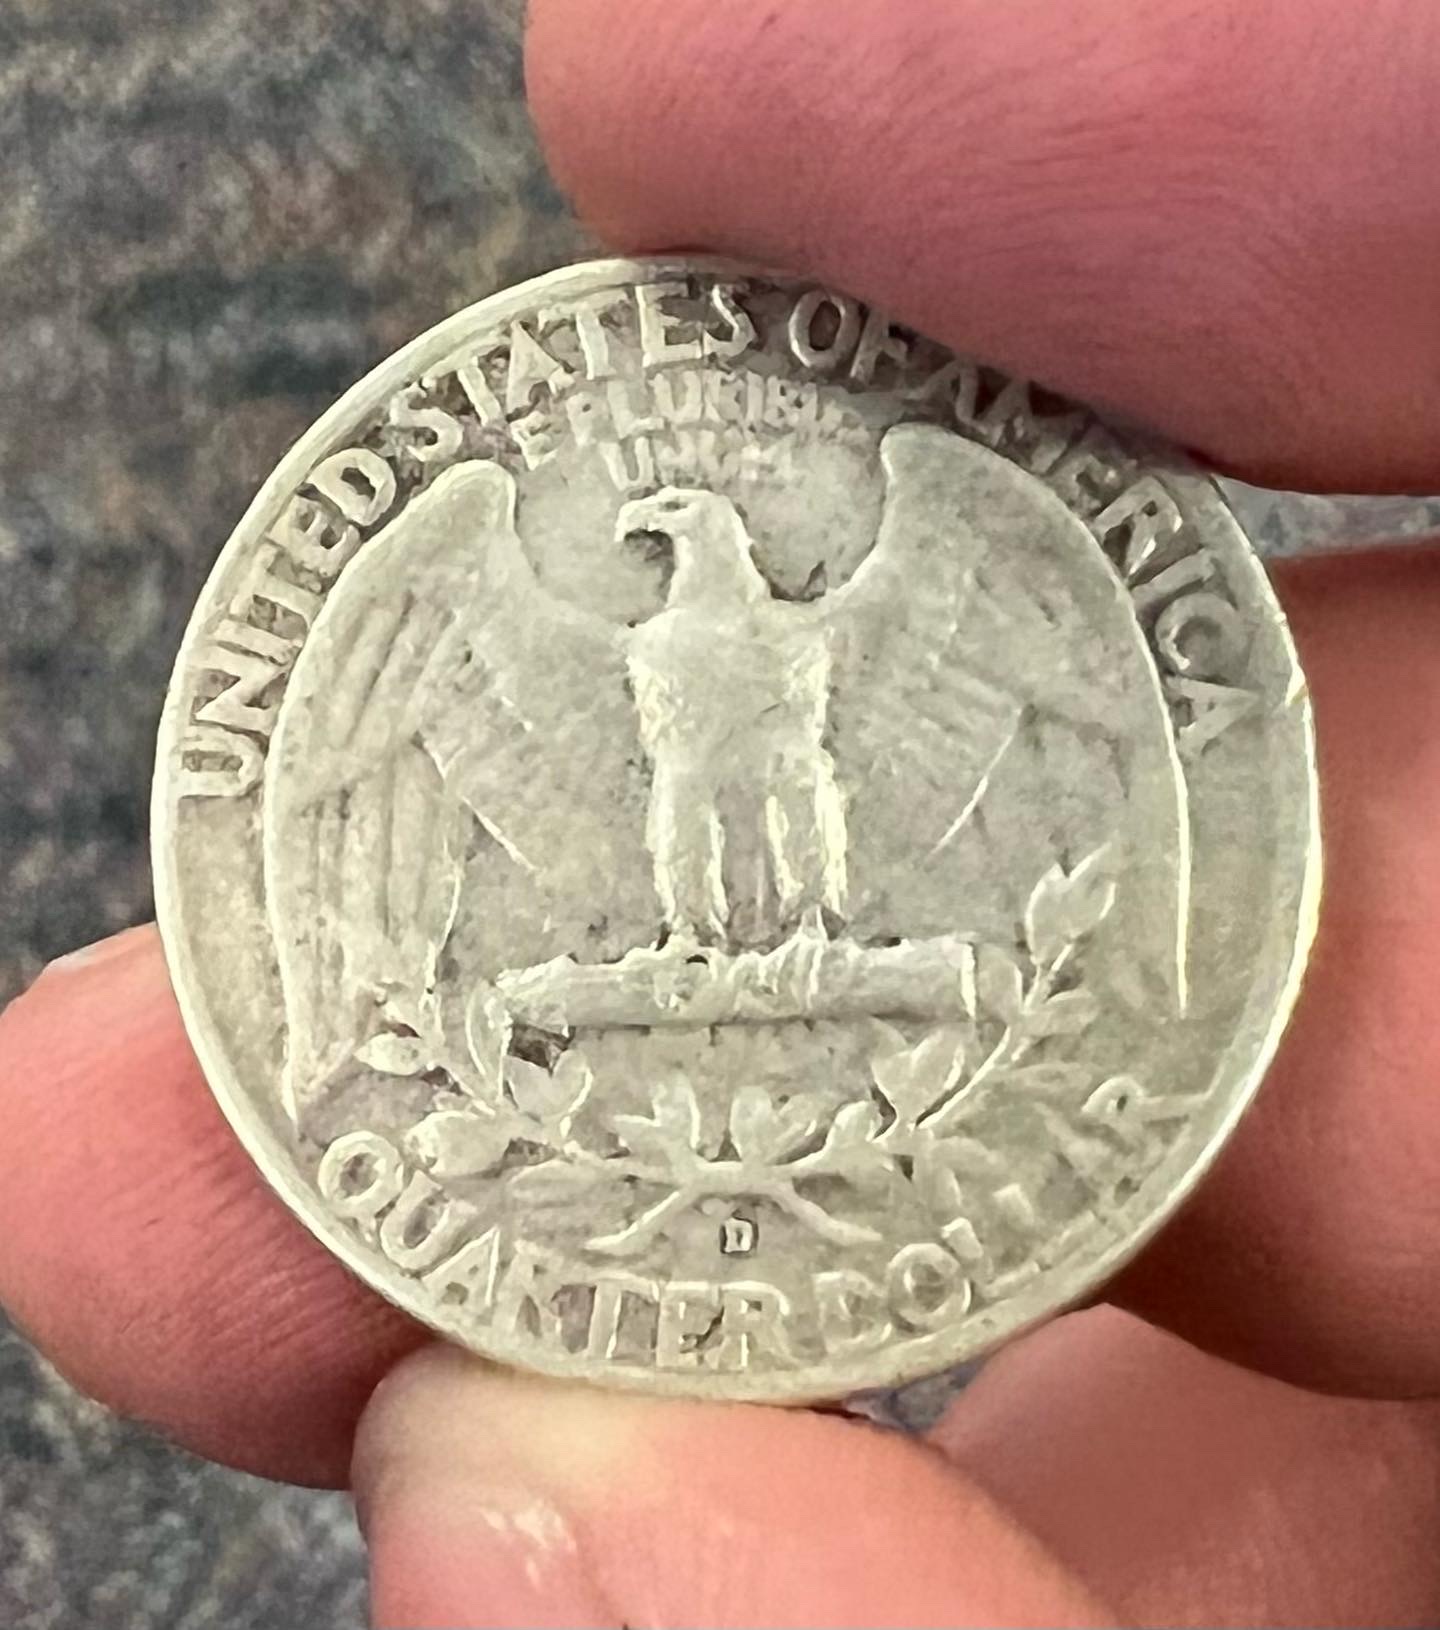 UNITED STATES OF AMERICA
E PLURIBUS
UNUM
D
QUARTER DOLLAR